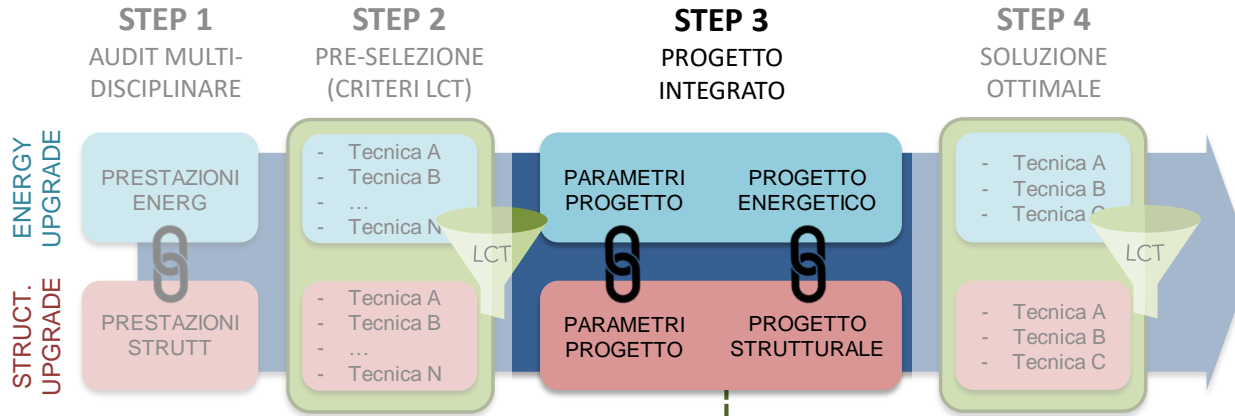 STEP 1
AUDIT MULTI-
DISCIPLINARE
STEP 2
PRE-SELEZIONE
(CRITERI LCT)
STEP 3
PROGETTO
INTEGRATO
STEP 4
SOLUZIONE
OTTIMALE
ENERGY
UPGRADE
PRESTAZIONI
ENERG
- Tecnica A
- Tecnica B
- …
- Tecnica N
LCT
PARAMETRI
PROGETTO
PROGETTO
ENERGETICO
- Tecnica A
- Tecnica B
- Tecnica C
LCT
STRUCT.
UPGRADE
PRESTAZIONI
STRUTT
- Tecnica A
- Tecnica B
- …
- Tecnica N
PARAMETRI
PROGETTO
PROGETTO
STRUTTURALE
- Tecnica A
- Tecnica B
- Tecnica C